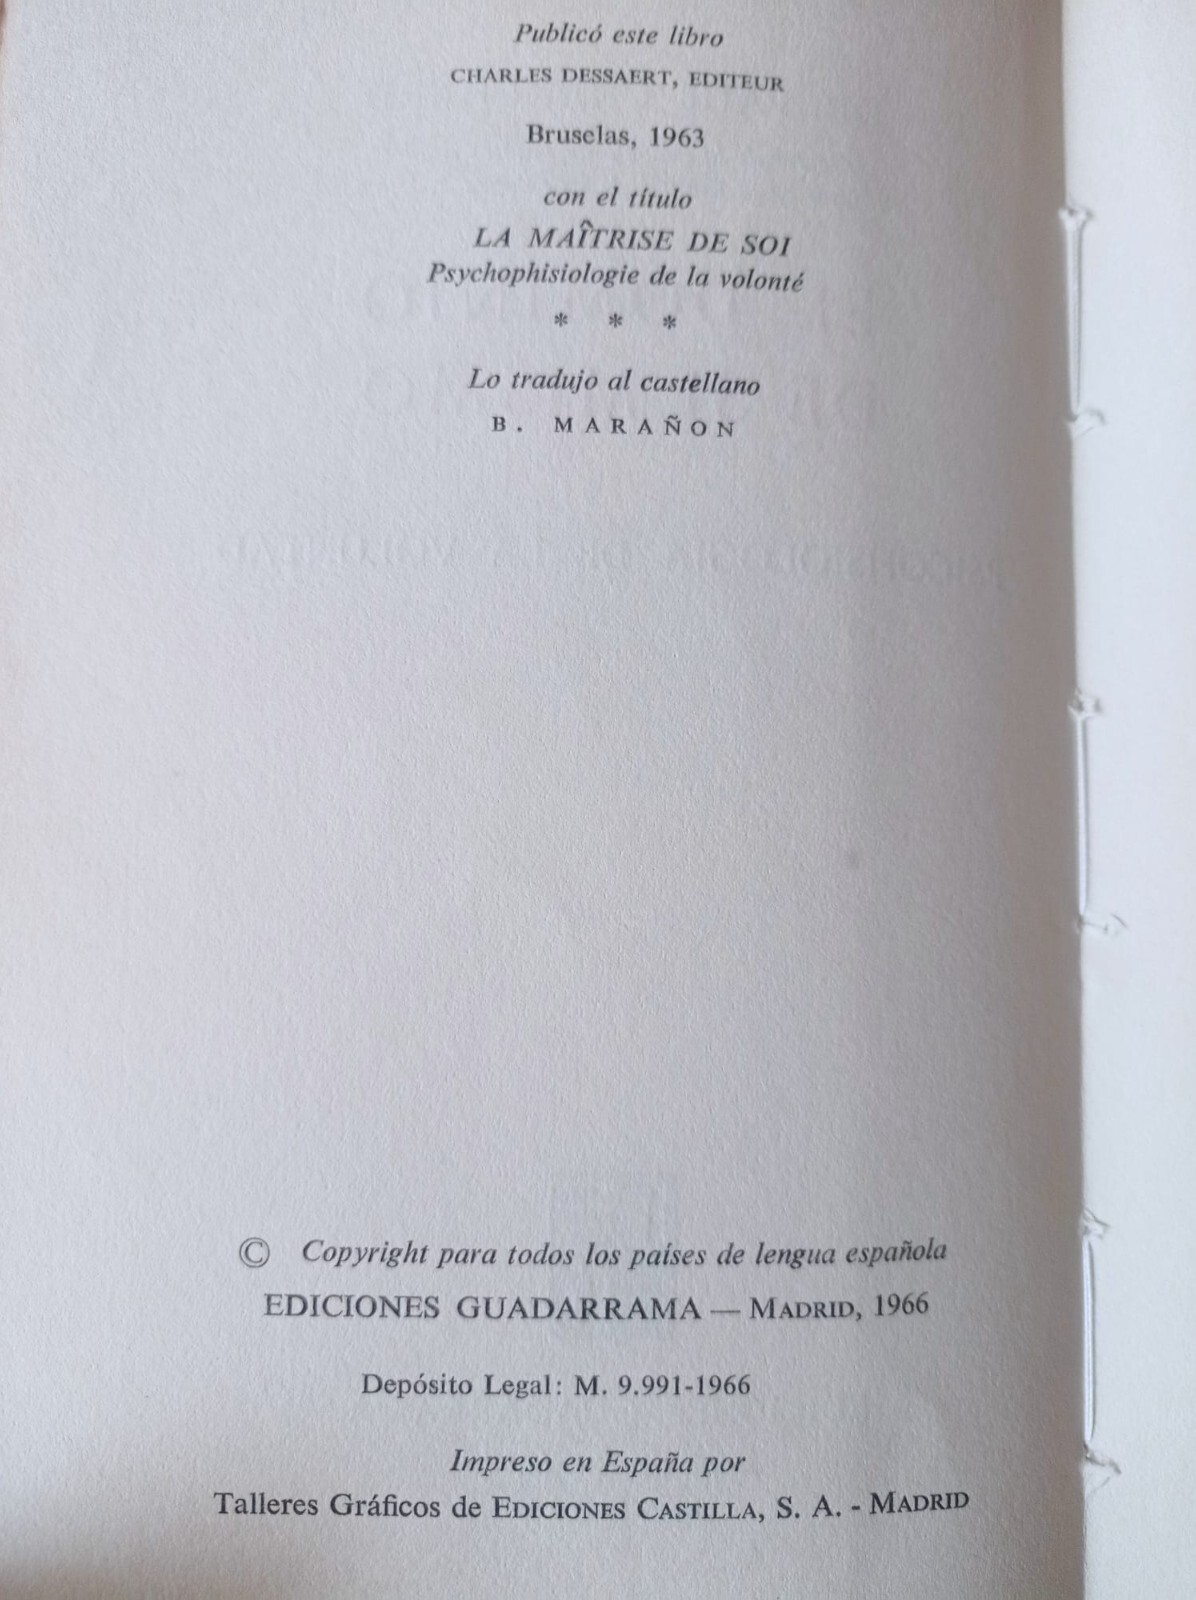 Publicó este libro
CHARLES DESSAERT, EDITEUR
Bruselas, 1963
con el título
LA MAÎTRISE DE SOI
Psychophisiologie de la volonté
* * *
Lo tradujo al castellano
B. MARAÑON
© Copyright para todos los países de lengua española
EDICIONES GUADARRAMA — MADRID, 1966
Depósito Legal: M. 9.991-1966
Impreso en España por
Talleres Gráficos de EDICIONES CASTILLA, S. A. - MADRID